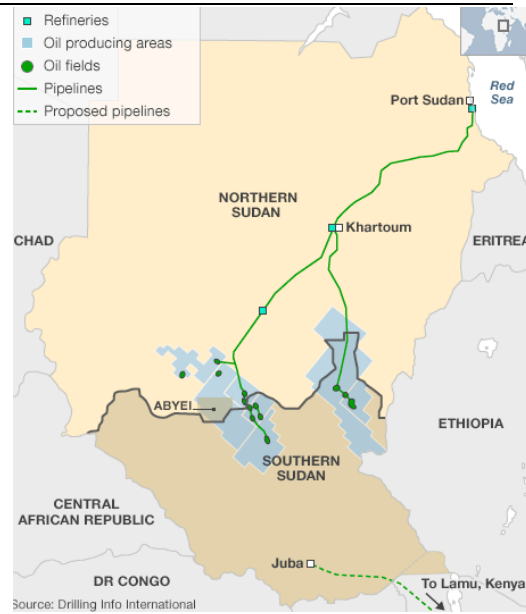 Refineries
Oil producing areas
Oil fields
Pipelines
Proposed pipelines
Port Sudan
Red
Sea
NORTHERN
SUDAN
Khartoum
CHAD
ERITREA
ABYEI
ETHIOPIA
SOUTHERN
SUDAN
CENTRAL
AFRICAN REPUBLIC
Juba
DR CONGO
To Lamu, Kenya
Source: Drilling Info International